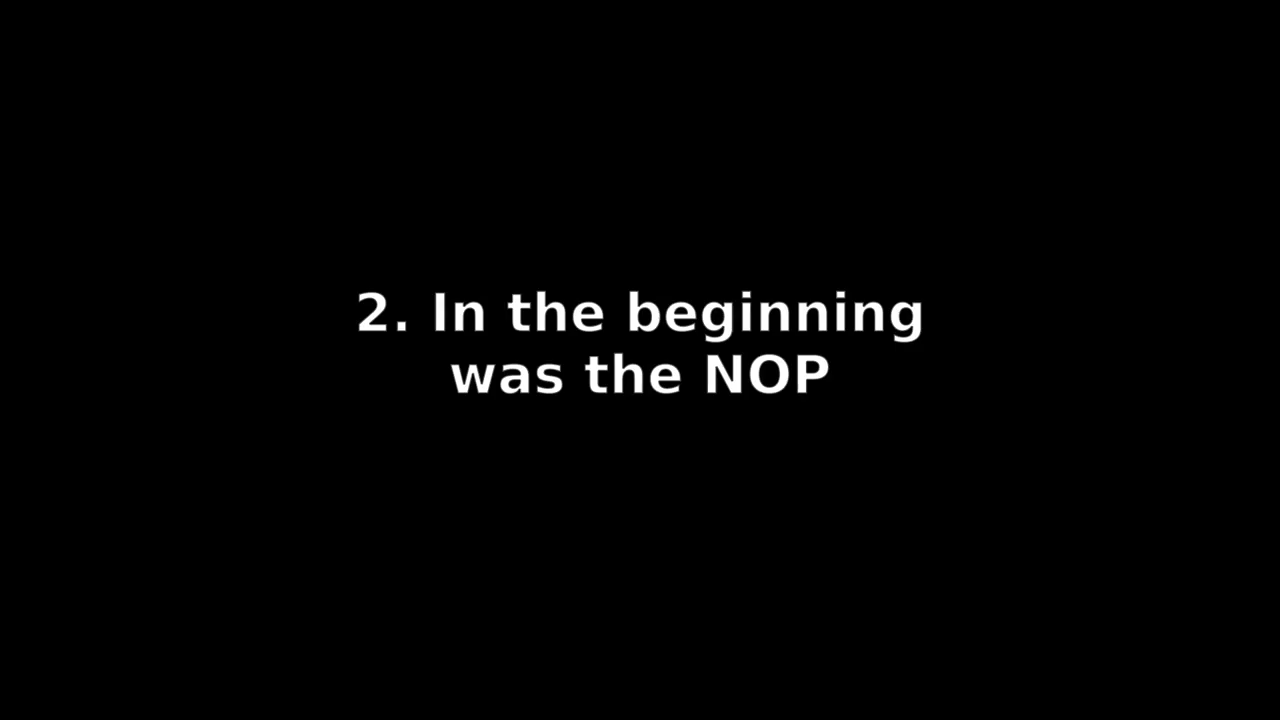 2. In the beginning
was the NOP